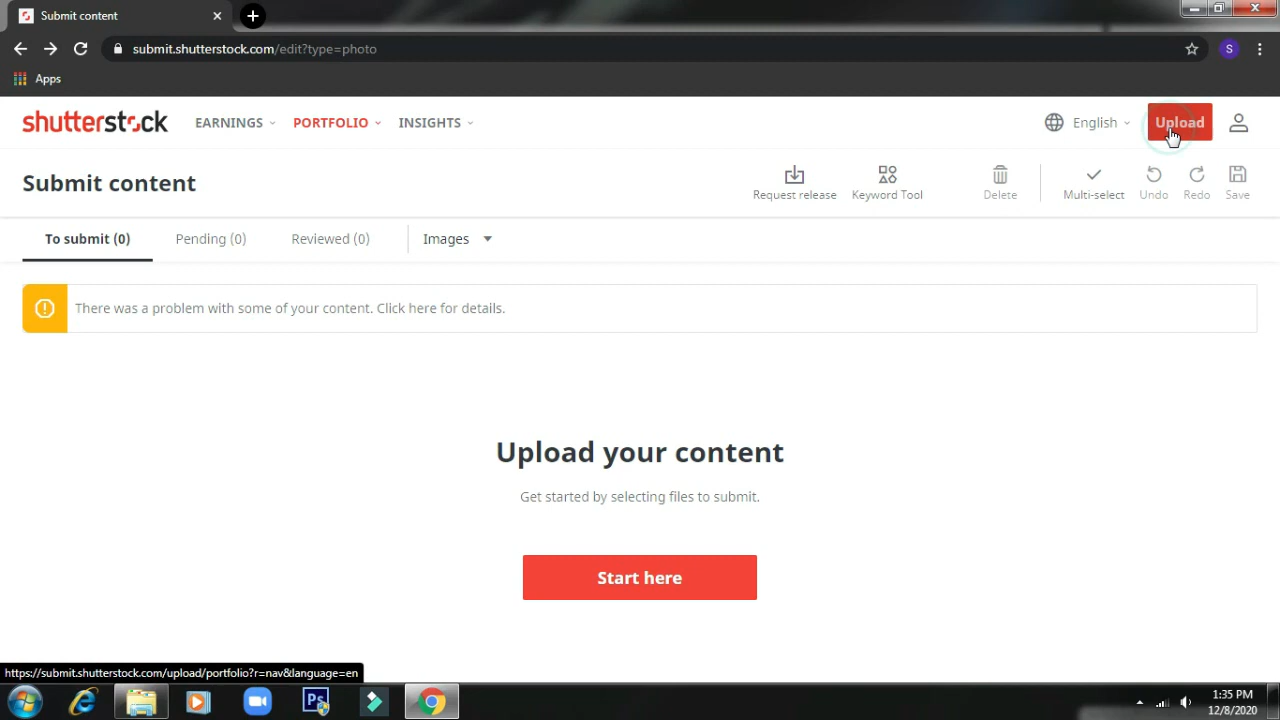 Submit content
submit.shutterstock.com/edit?type=photo
S
Apps
shutterstock EARNINGS PORTFOLIO INSIGHTS English Upload
Submit content
Request release Keyword Tool Delete Multi-select Undo Redo Save
To submit (0) Pending (0) Reviewed (0) Images
There was a problem with some of your content. Click here for details.
Upload your content
Get started by selecting files to submit.
Start here
https://submit.shutterstock.com/upload/portfolio?r=nav&language=en
Ps
1:35 PM
12/8/2020